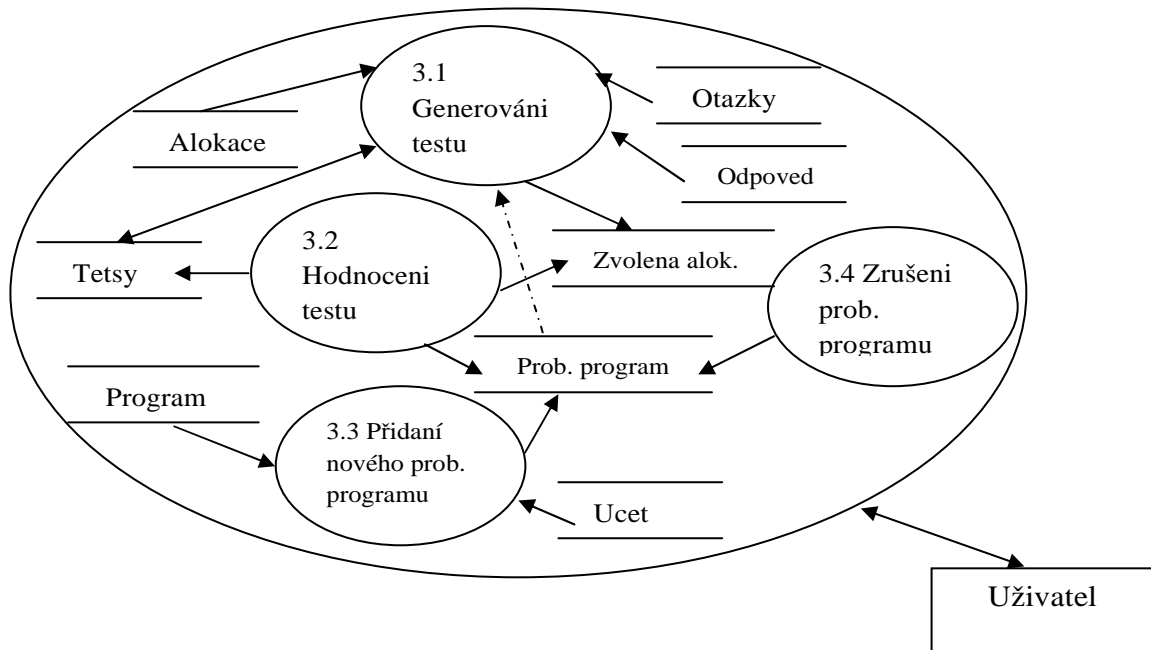 3.1
Generováni
testu
Otazky
Alokace
Odpoved
3.2
Hodnoceni
testu
Zvolena alok.
3.4 Zrušeni
prob.
programu
Tetsy
Prob. program
Program
3.3 Přidaní
nového prob.
programu
Ucet
Uživatel